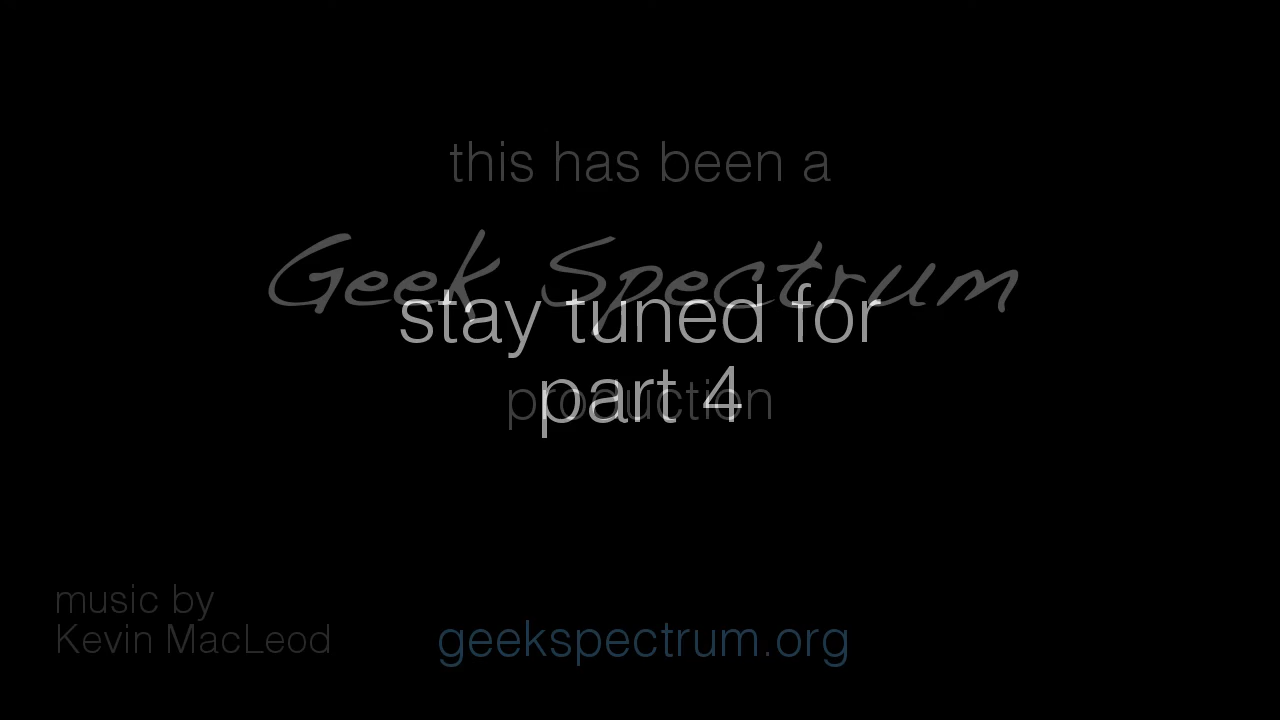 this has been a
Geek Spectrum
stay tuned for
part 4
production
music by
Kevin MacLeod
geekspectrum.org